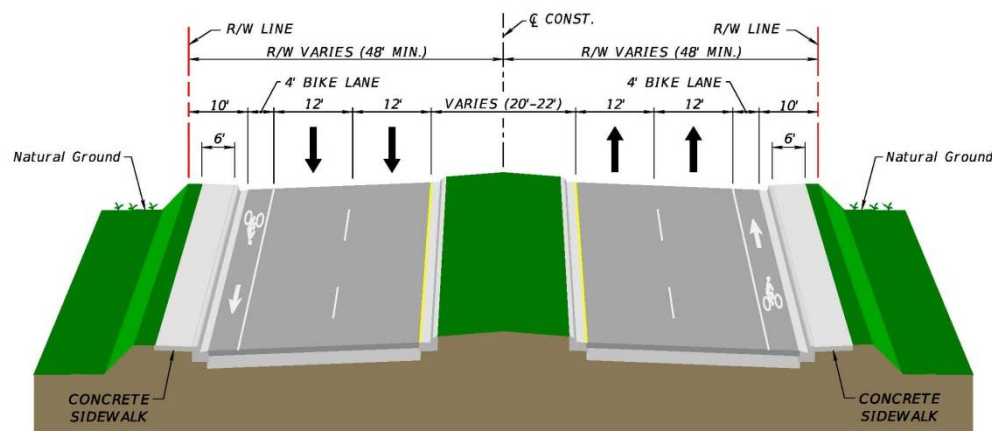 ℄ CONST.
R/W LINE
R/W LINE
R/W VARIES (48' MIN.)
R/W VARIES (48' MIN.)
4' BIKE LANE
4' BIKE LANE
10'
12'
12'
VARIES (20'-22')
12'
12'
10'
6'
6'
Natural Ground
Natural Ground
CONCRETE
SIDEWALK
CONCRETE
SIDEWALK